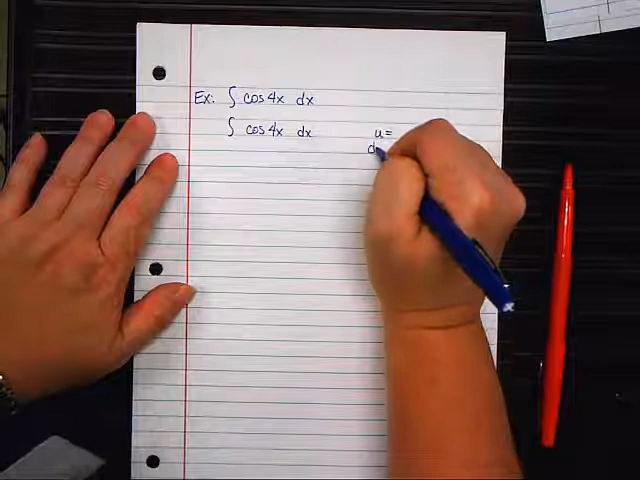 Ex: ∫ cos 4x dx
∫ cos 4x dx u =
d